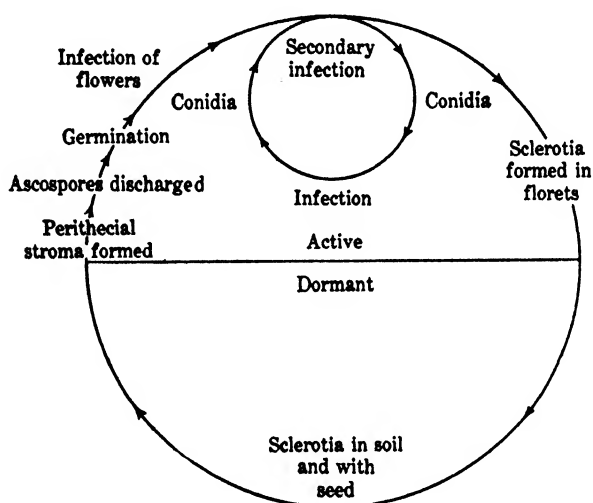 Secondary
infection
Infection of
flowers
Conidia
Conidia
Germination
Sclerotia
formed in
florets
Ascospores discharged
Infection
Perithecial
stroma formed
Active
Dormant
Sclerotia in soil
and with
seed